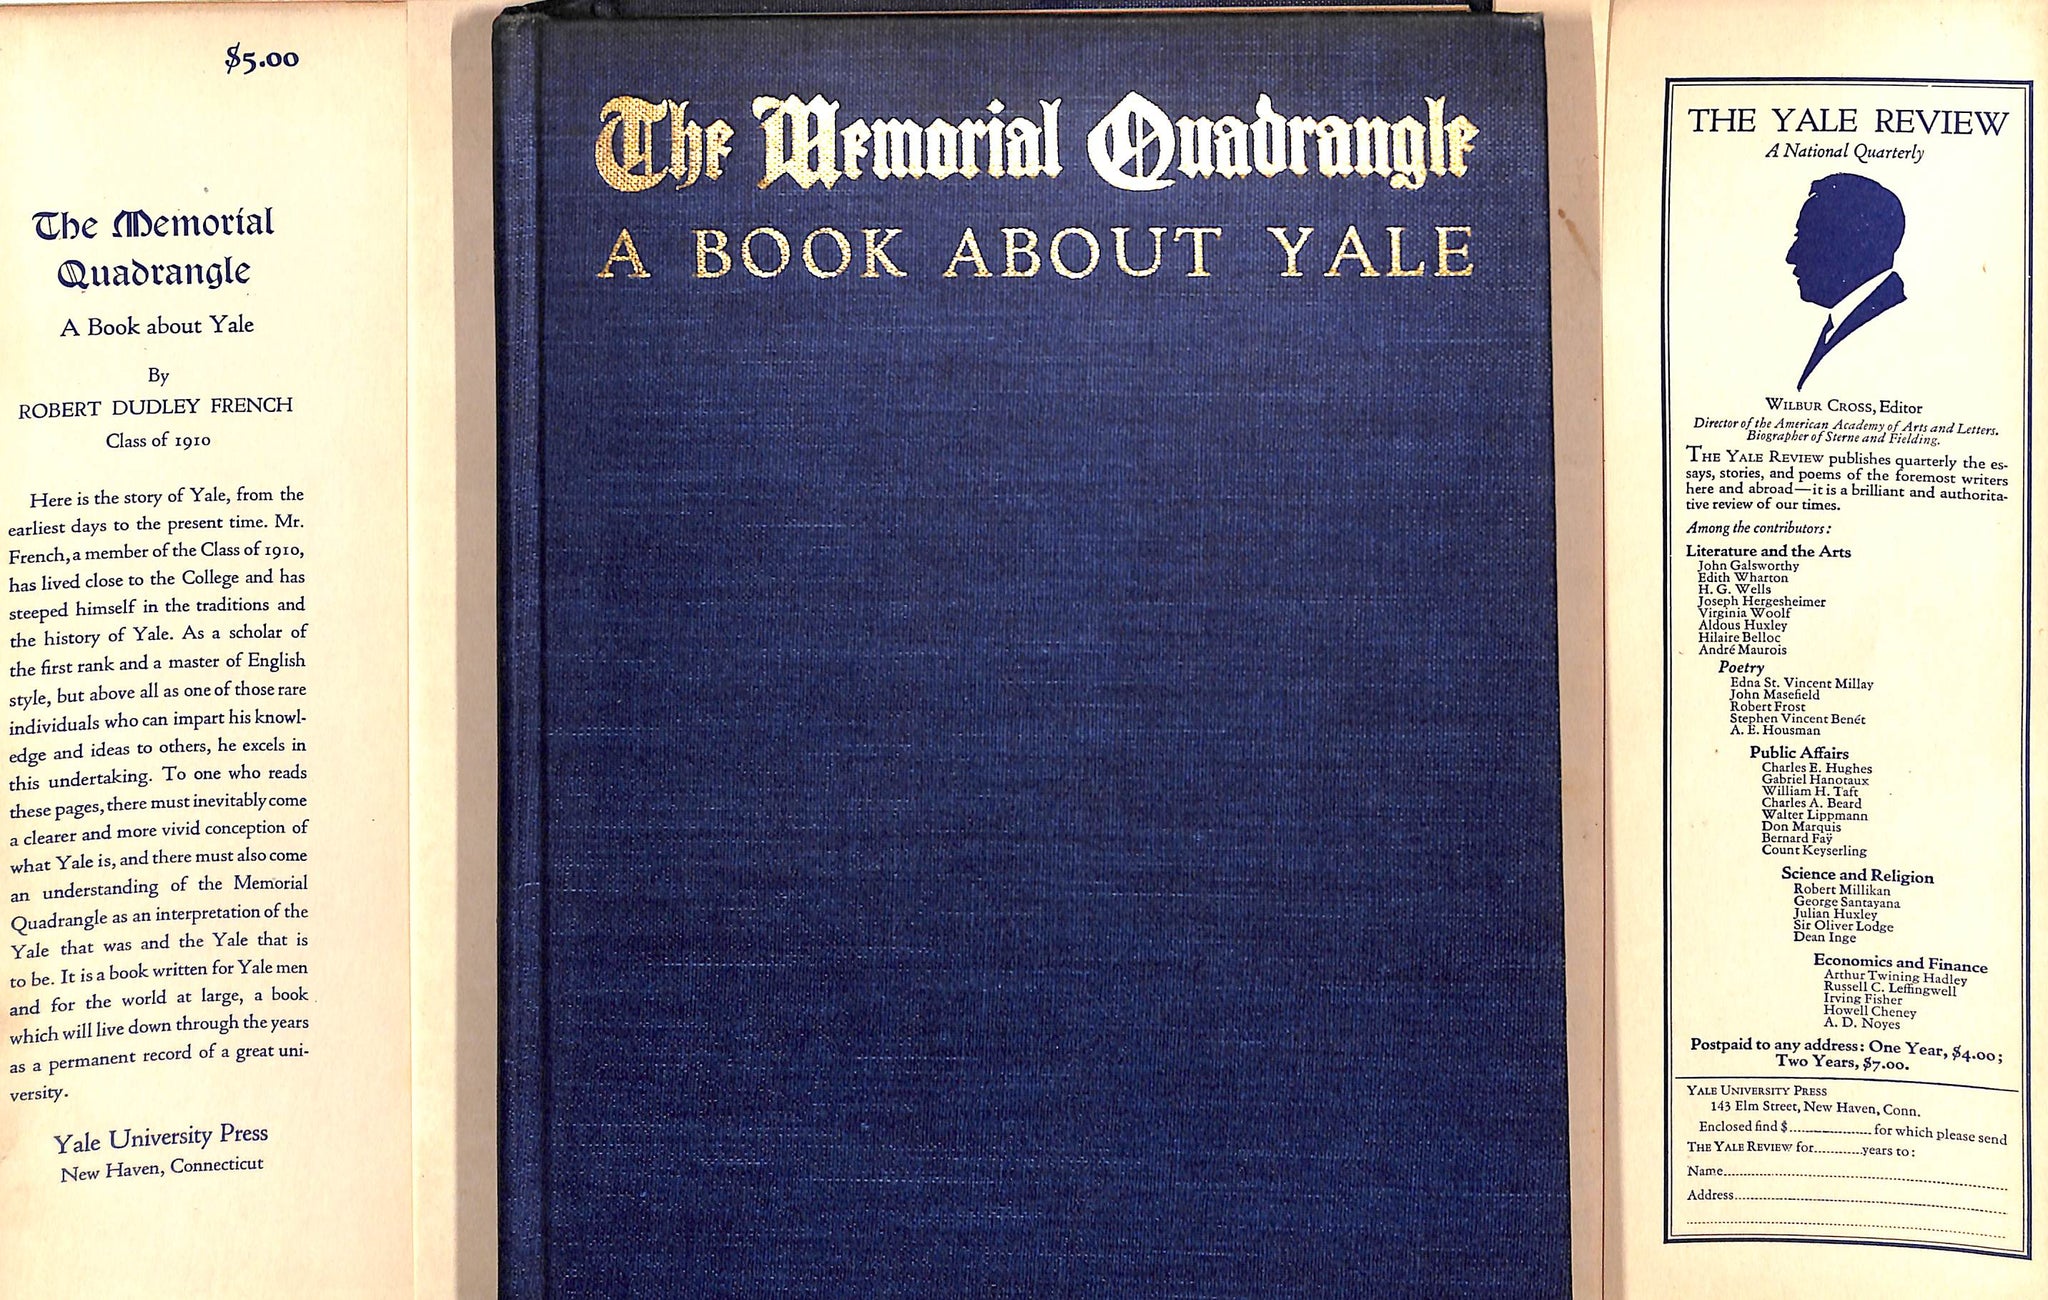 $5.00
The Memorial
Quadrangle
A Book about Yale
By
ROBERT DUDLEY FRENCH
Class of 1910
Here is the story of Yale, from the
earliest days to the present time. Mr.
French, a member of the Class of 1910,
has lived close to the College and has
steeped himself in the traditions and
the history of Yale. As a scholar of
the first rank and a master of English
style, but above all as one of those rare
individuals who can impart his knowl-
edge and ideas to others, he excels in
this undertaking. To one who reads
these pages, there must inevitably come
a clearer and more vivid conception of
what Yale is, and there must also come
an understanding of the Memorial
Quadrangle as an interpretation of the
Yale that was and the Yale that is
to be. It is a book written for Yale men
and for the world at large, a book
which will live down through the years
as a permanent record of a great uni-
versity.
Yale University Press
New Haven, Connecticut
The Memorial Quadrangle
A BOOK ABOUT YALE
THE YALE REVIEW
A National Quarterly
WILBUR CROSS, Editor
Director of the American Academy of Arts and Letters.
Biographer of Sterne and Fielding.
THE YALE REVIEW publishes quarterly the es-
says, stories, and poems of the foremost writers
here and abroad—it is a brilliant and authorita-
tive review of our times.
Among the contributors:
Literature and the Arts
John Galsworthy
Edith Wharton
H. G. Wells
Joseph Hergesheimer
Virginia Woolf
Aldous Huxley
Hilaire Belloc
André Maurois
Poetry
Edna St. Vincent Millay
John Masefield
Robert Frost
Stephen Vincent Benét
A. E. Housman
Public Affairs
Charles E. Hughes
Gabriel Hanotaux
William H. Taft
Charles A. Beard
Walter Lippmann
Don Marquis
Bernard Faÿ
Count Keyserling
Science and Religion
Robert Millikan
George Santayana
Julian Huxley
Sir Oliver Lodge
Dean Inge
Economics and Finance
Arthur Twining Hadley
Russell C. Leffingwell
Irving Fisher
Howell Cheney
A. D. Noyes
Postpaid to any address: One Year, $4.00;
Two Years, $7.00.
YALE UNIVERSITY PRESS
143 Elm Street, New Haven, Conn.
Enclosed find $.................... for which please send
THE YALE REVIEW for............years to:
Name................................................
Address................................................